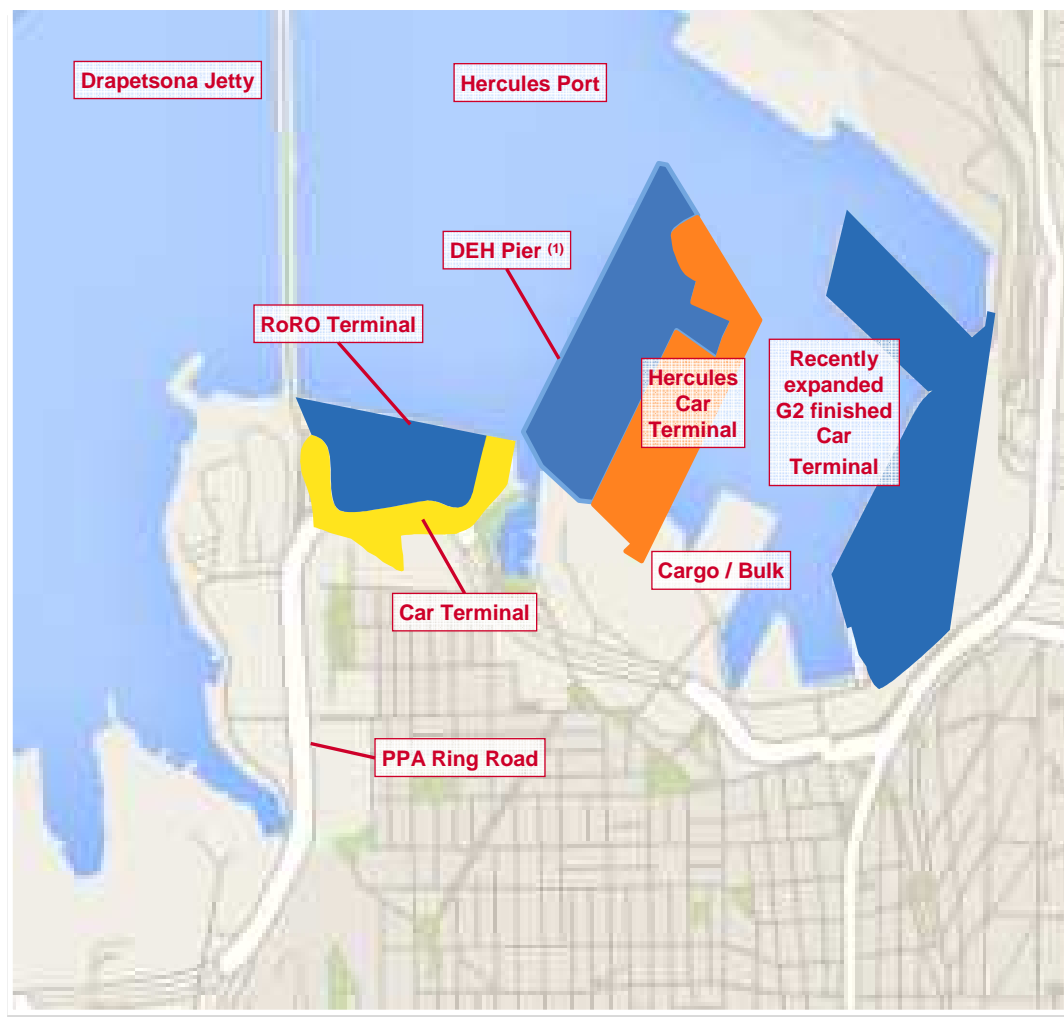 Drapetsona Jetty
Hercules Port
DEH Pier (1)
RoRO Terminal
Hercules
Car
Terminal
Recently
expanded
G2 finished
Car
Terminal
Cargo / Bulk
Car Terminal
PPA Ring Road